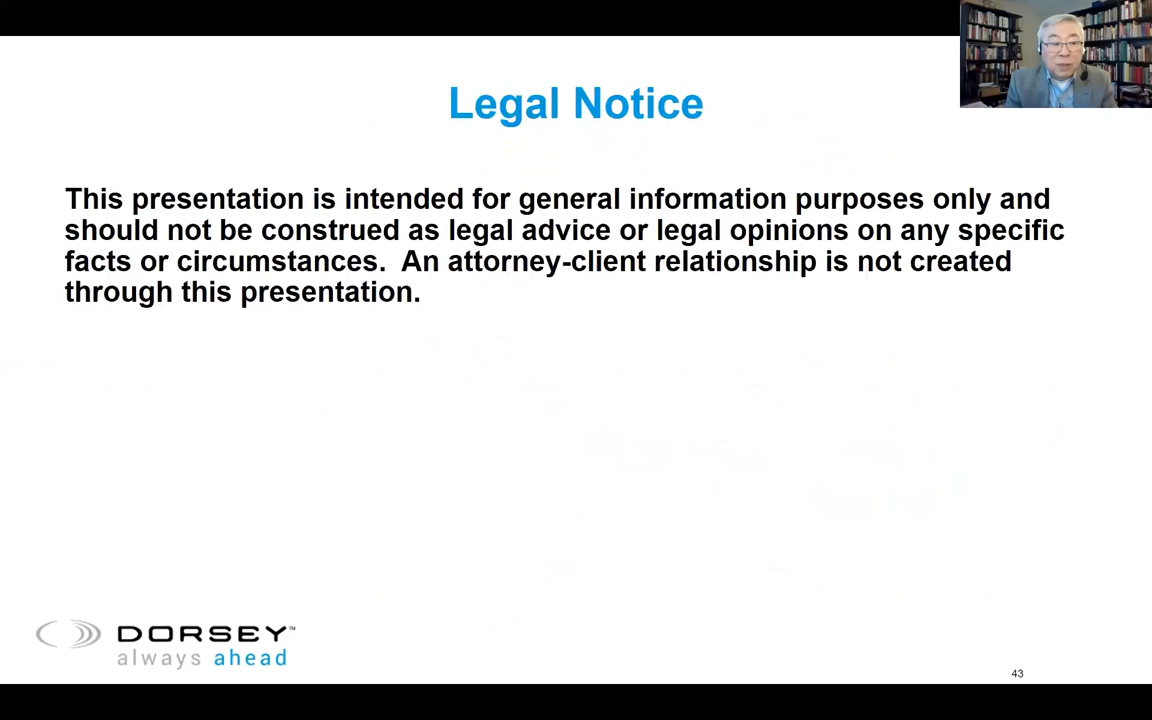 Legal Notice
This presentation is intended for general information purposes only and
should not be construed as legal advice or legal opinions on any specific
facts or circumstances.  An attorney-client relationship is not created
through this presentation.
DORSEY™
always ahead
43